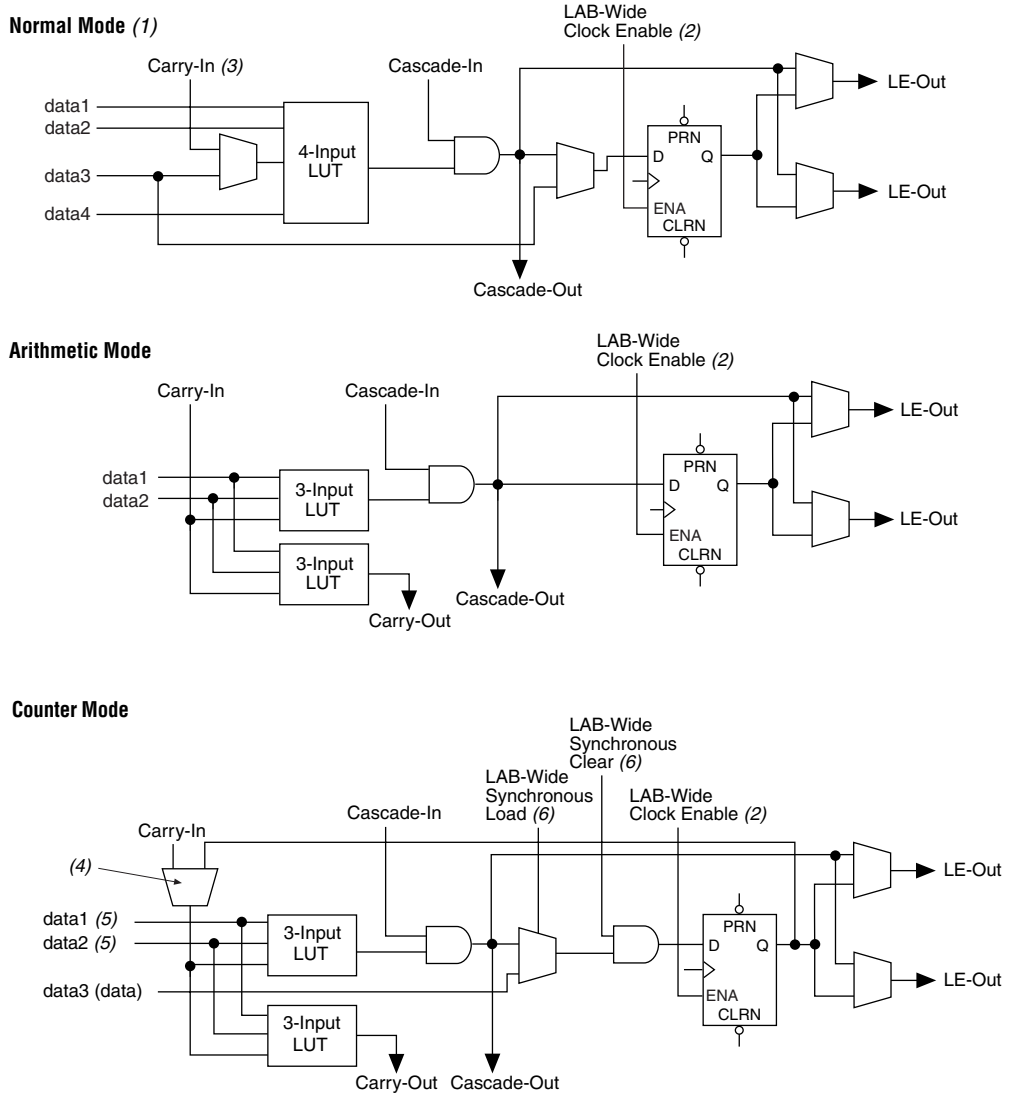 Normal Mode (1)
LAB-Wide
Clock Enable (2)
Carry-In (3)
Cascade-In
data1
data2
data3
data4
4-Input
LUT
PRN
D
Q
ENA
CLRN
LE-Out
LE-Out
Cascade-Out
Arithmetic Mode
LAB-Wide
Clock Enable (2)
Carry-In
Cascade-In
data1
data2
3-Input
LUT
3-Input
LUT
PRN
D
Q
ENA
CLRN
LE-Out
LE-Out
Cascade-Out
Carry-Out
Counter Mode
LAB-Wide
Synchronous
Clear (6)
LAB-Wide
Synchronous
Load (6)
LAB-Wide
Clock Enable (2)
Cascade-In
Carry-In
(4)
data1 (5)
data2 (5)
data3 (data)
3-Input
LUT
3-Input
LUT
PRN
D
Q
ENA
CLRN
LE-Out
LE-Out
Carry-Out
Cascade-Out